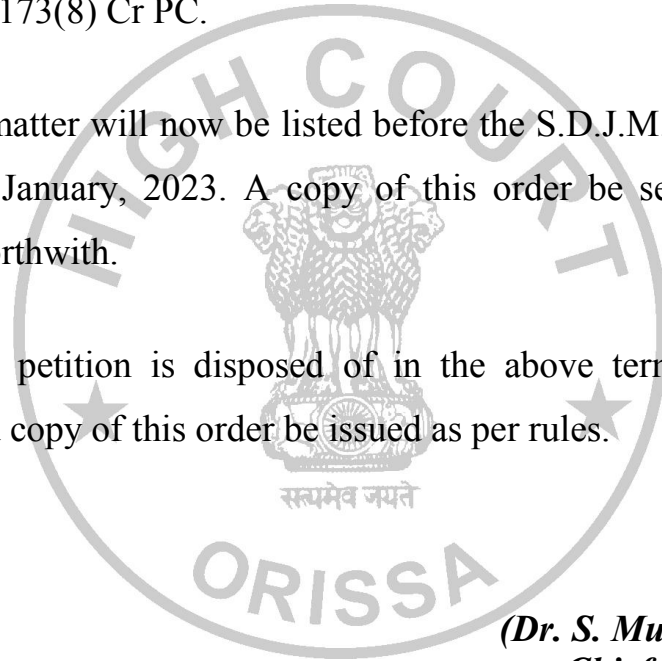 173(8) Cr PC.
matter will now be listed before the S.D.J.M.
January, 2023. A copy of this order be se
rthwith.
petition is disposed of in the above ter
copy of this order be issued as per rules.
HIGH COURT
सत्यमेव जयते
ORISSA
(Dr. S. Mu